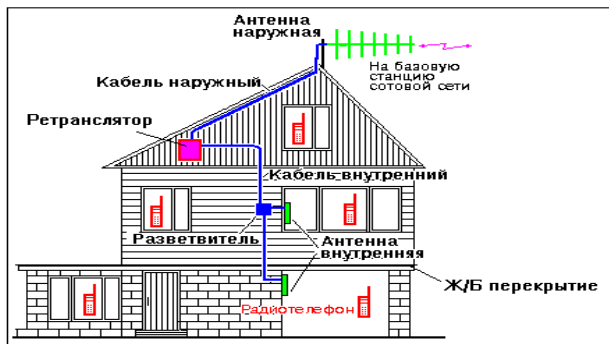 Антенна
наружная
На базовую
станцию
сотовой сети
Кабель наружный
Ретранслятор
Кабель внутренний
Разветвитель
Антенна
внутренняя
Ж/Б перекрытие
Радиотелефон